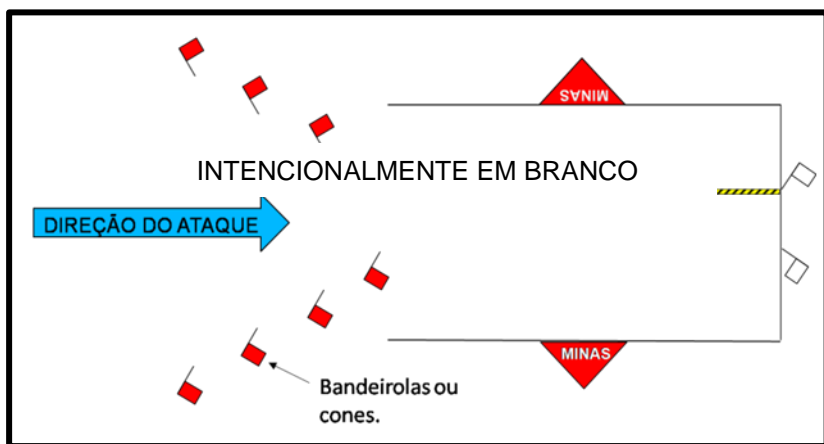 MINAS
INTENCIONALMENTE EM BRANCO
DIREÇÃO DO ATAQUE
MINAS
Bandeirolas ou
cones.